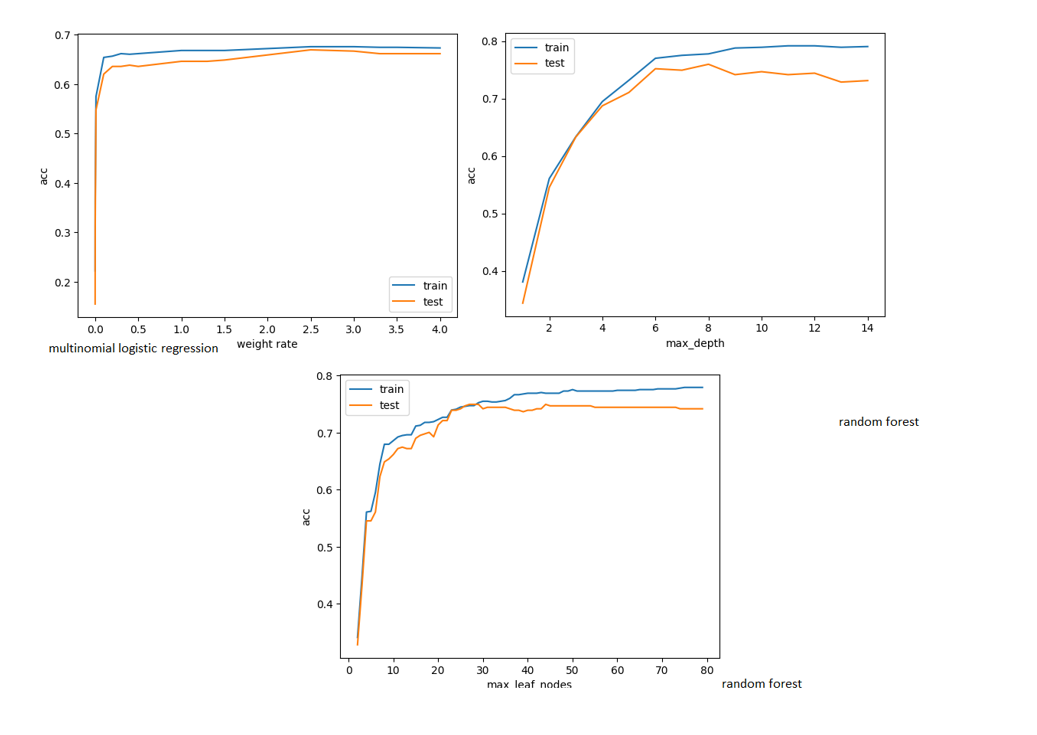 0.7
0.6
0.5
0.4
0.3
0.2
acc
train
test
0.0 0.5 1.0 1.5 2.0 2.5 3.0 3.5 4.0
weight rate
multinomial logistic regression
train
test
0.8
0.7
0.6
0.5
0.4
acc
2 4 6 8 10 12 14
max_depth
random forest
train
test
0.8
0.7
0.6
0.5
0.4
acc
0 10 20 30 40 50 60 70 80
max_leaf_nodes
random forest